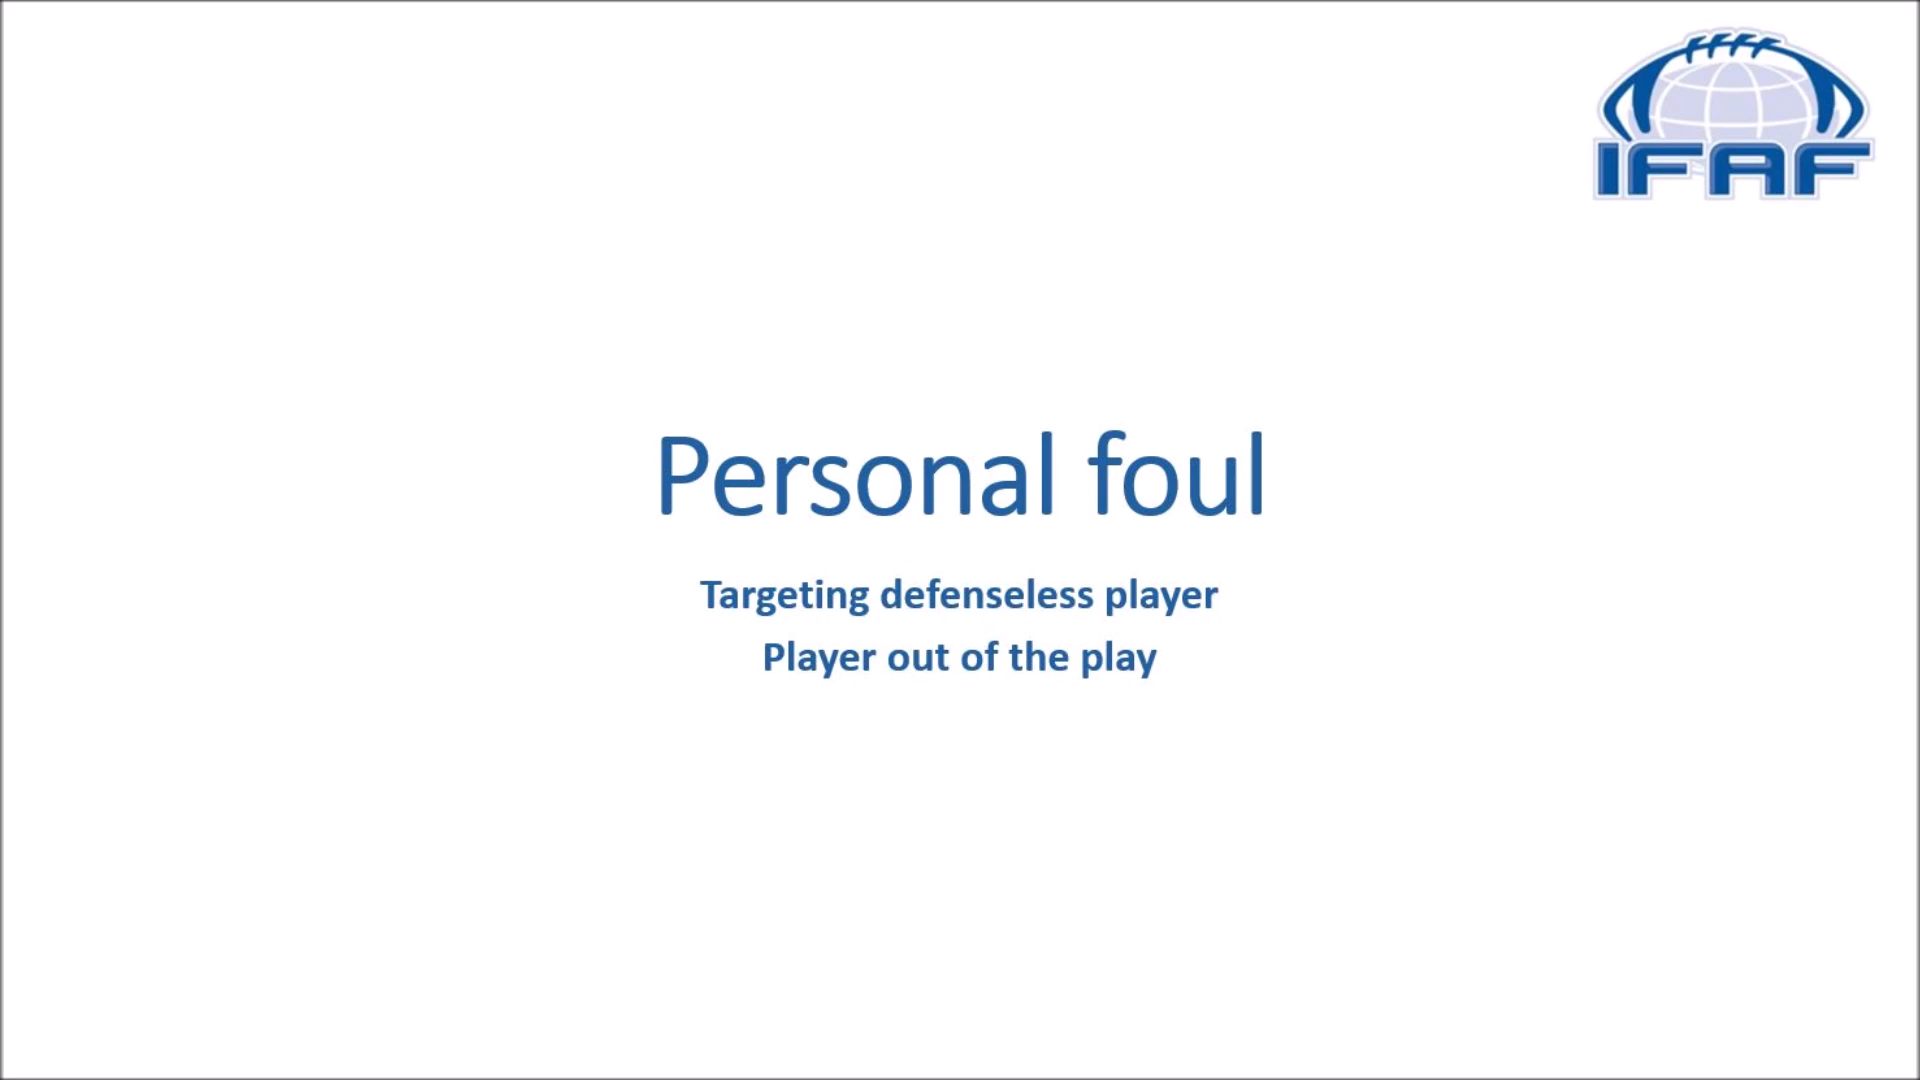 IFAF
Personal foul
Targeting defenseless player
Player out of the play